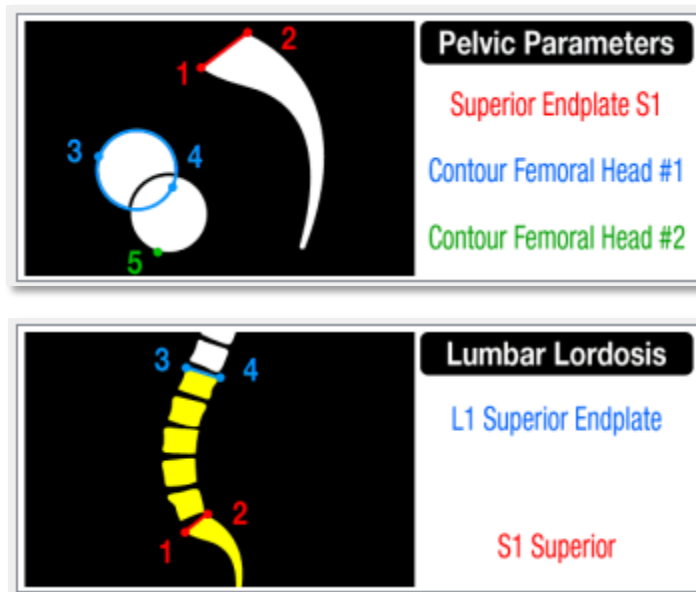 Pelvic Parameters
1
2
Superior Endplate S1
3
4
Contour Femoral Head #1
5
Contour Femoral Head #2
Lumbar Lordosis
3
4
L1 Superior Endplate
1
2
S1 Superior